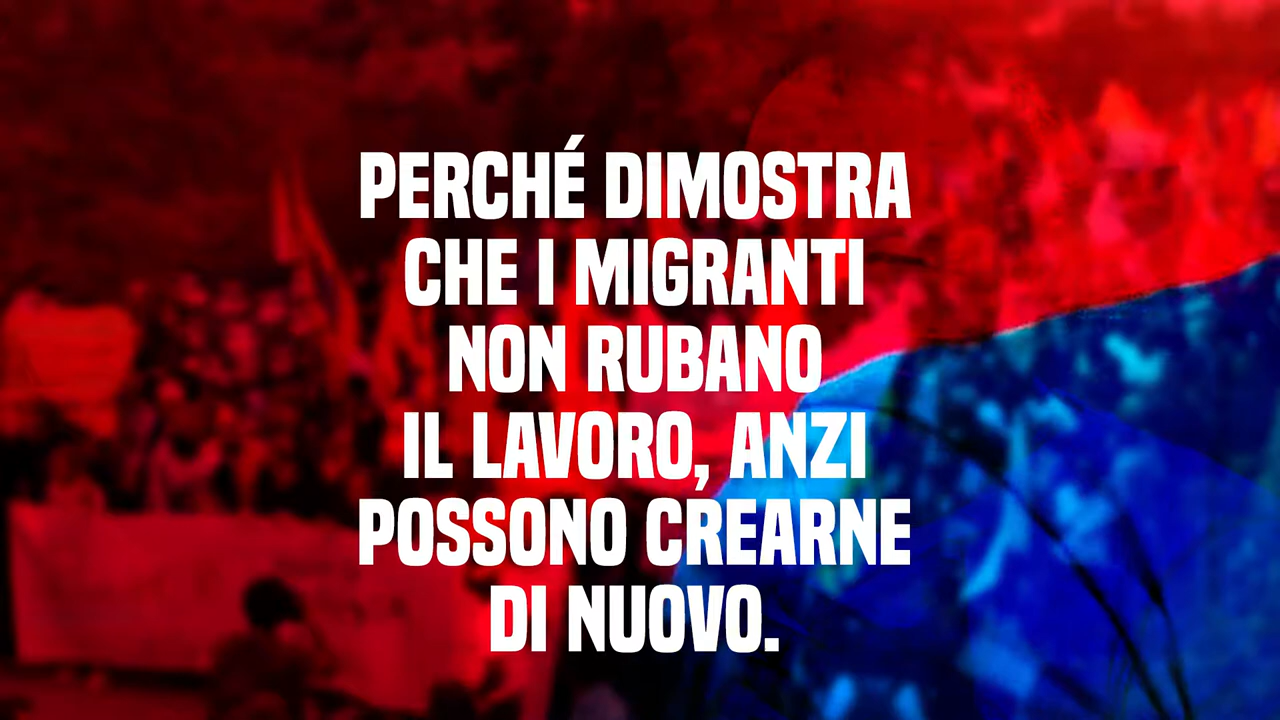 PERCHÉ DIMOSTRA
CHE I MIGRANTI
NON RUBANO
IL LAVORO, ANZI
POSSONO CREARNE
DI NUOVO.